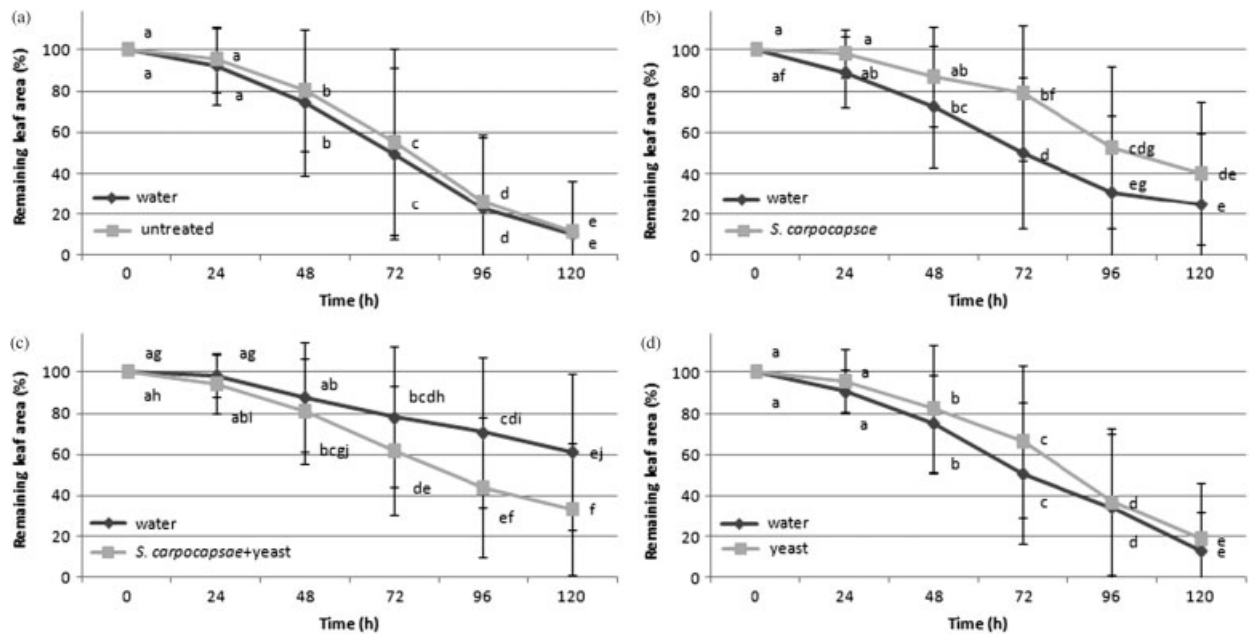 (a)
Remaining leaf area (%)
100
80
60
40
20
0
a
a
a
a
b
b
c
c
d
d
e
e
water
untreated
0 24 48 72 96 120
Time (h)
(b)
Remaining leaf area (%)
100
80
60
40
20
0
a
af
a
ab
ab
bc
bf
d
cdg
eg
de
e
water
S. carpocapsae
0 24 48 72 96 120
Time (h)
(c)
Remaining leaf area (%)
100
80
60
40
20
0
ag
ah
ag
abi
ab
bcgj
bcdh
de
cdi
ef
ej
f
water
S. carpocapsae+yeast
0 24 48 72 96 120
Time (h)
(d)
Remaining leaf area (%)
100
80
60
40
20
0
a
a
a
a
b
b
c
c
d
d
e
e
water
yeast
0 24 48 72 96 120
Time (h)